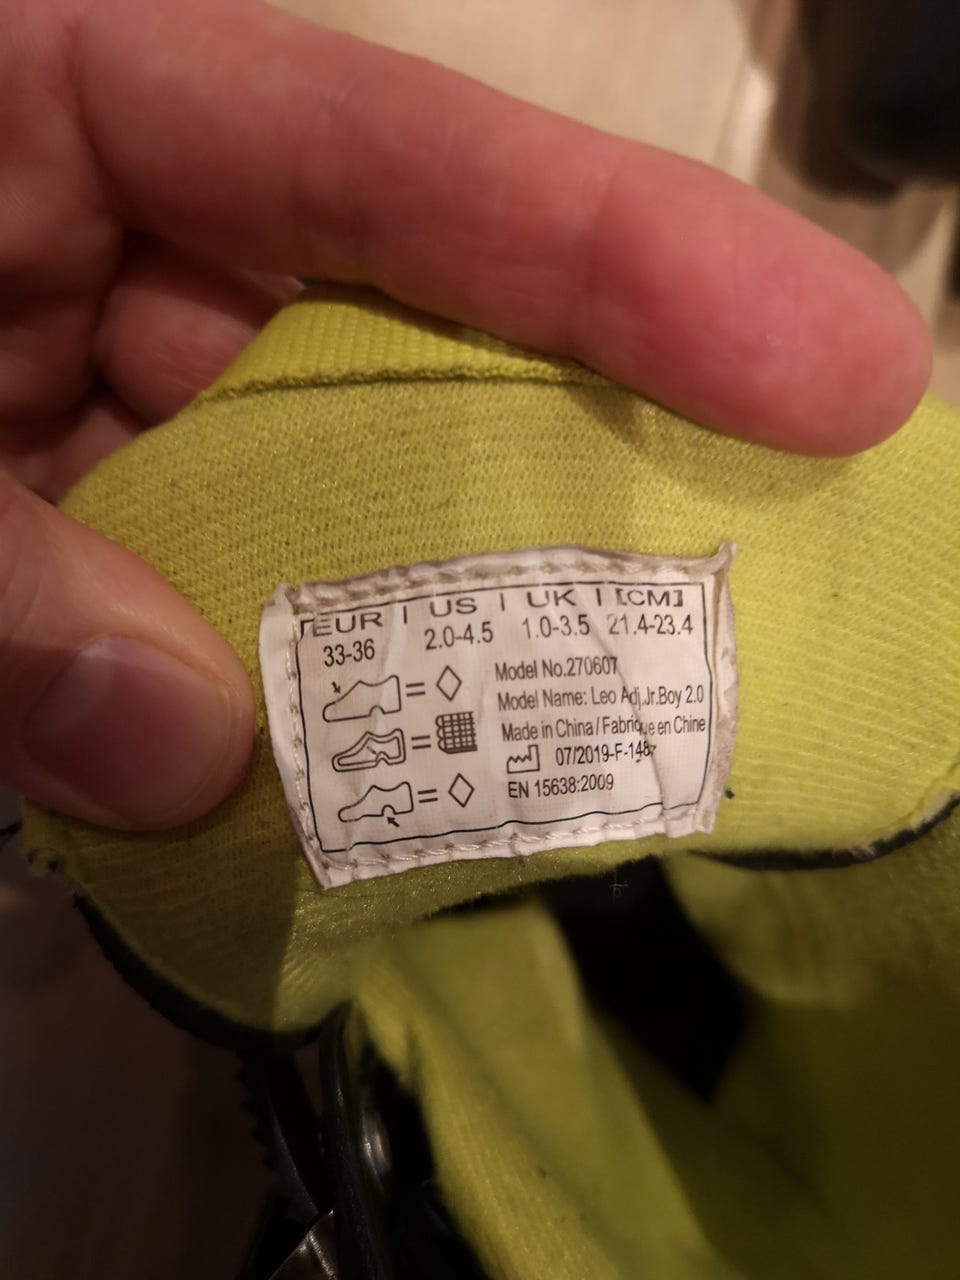 EUR | US | UK | [CM]
33-36 2.0-4.5 1.0-3.5 21.4-23.4
Model No.270607
Model Name: Leo Adj.Jr.Boy 2.0
Made in China / Fabriqué en Chine
07/2019-F-1487
EN 15638:2009